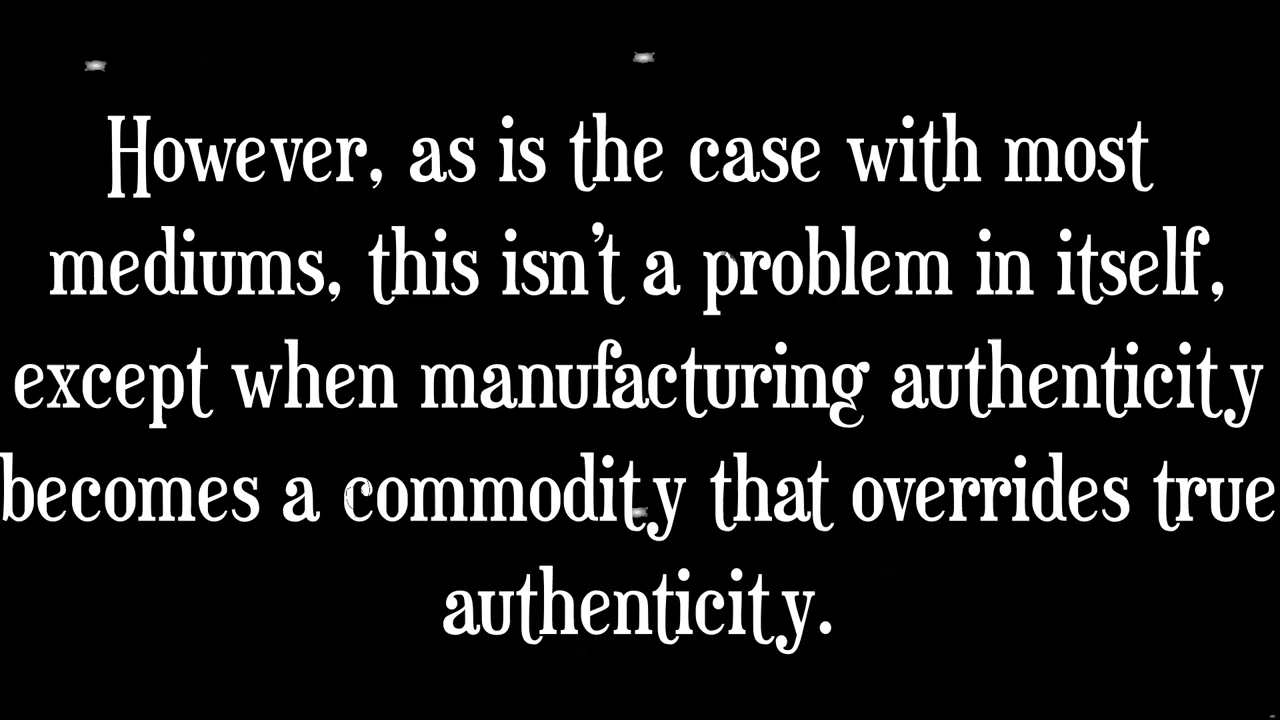 However, as is the case with most
mediums, this isn't a problem in itself,
except when manufacturing authenticity
becomes a commodity that overrides true
authenticity.